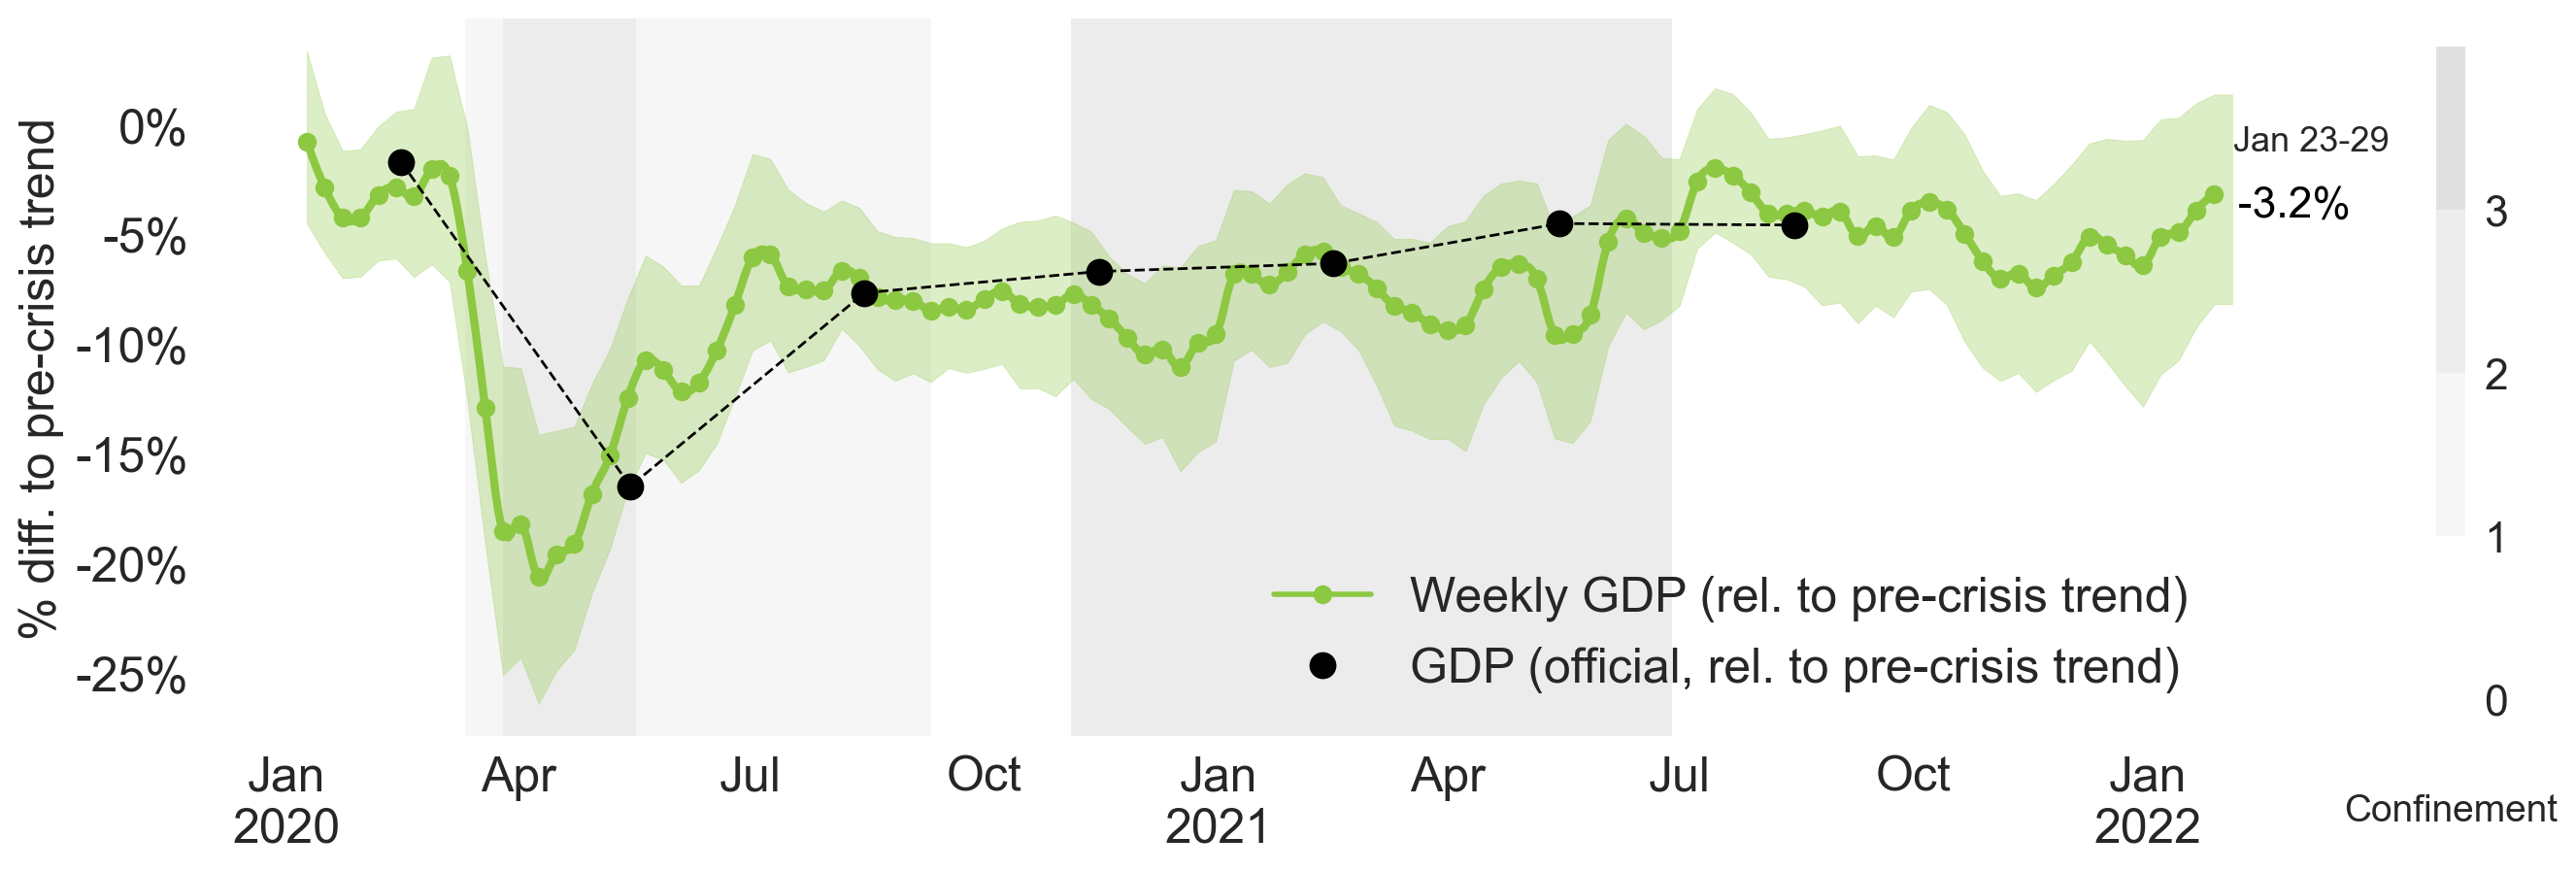 % diff. to pre-crisis trend
0%
-5%
-10%
-15%
-20%
-25%
Jan 23-29
-3.2%
Weekly GDP (rel. to pre-crisis trend)
GDP (official, rel. to pre-crisis trend)
Jan Apr Jul Oct Jan Apr Jul Oct Jan
2020 2021 2022
3
2
1
0
Confinement